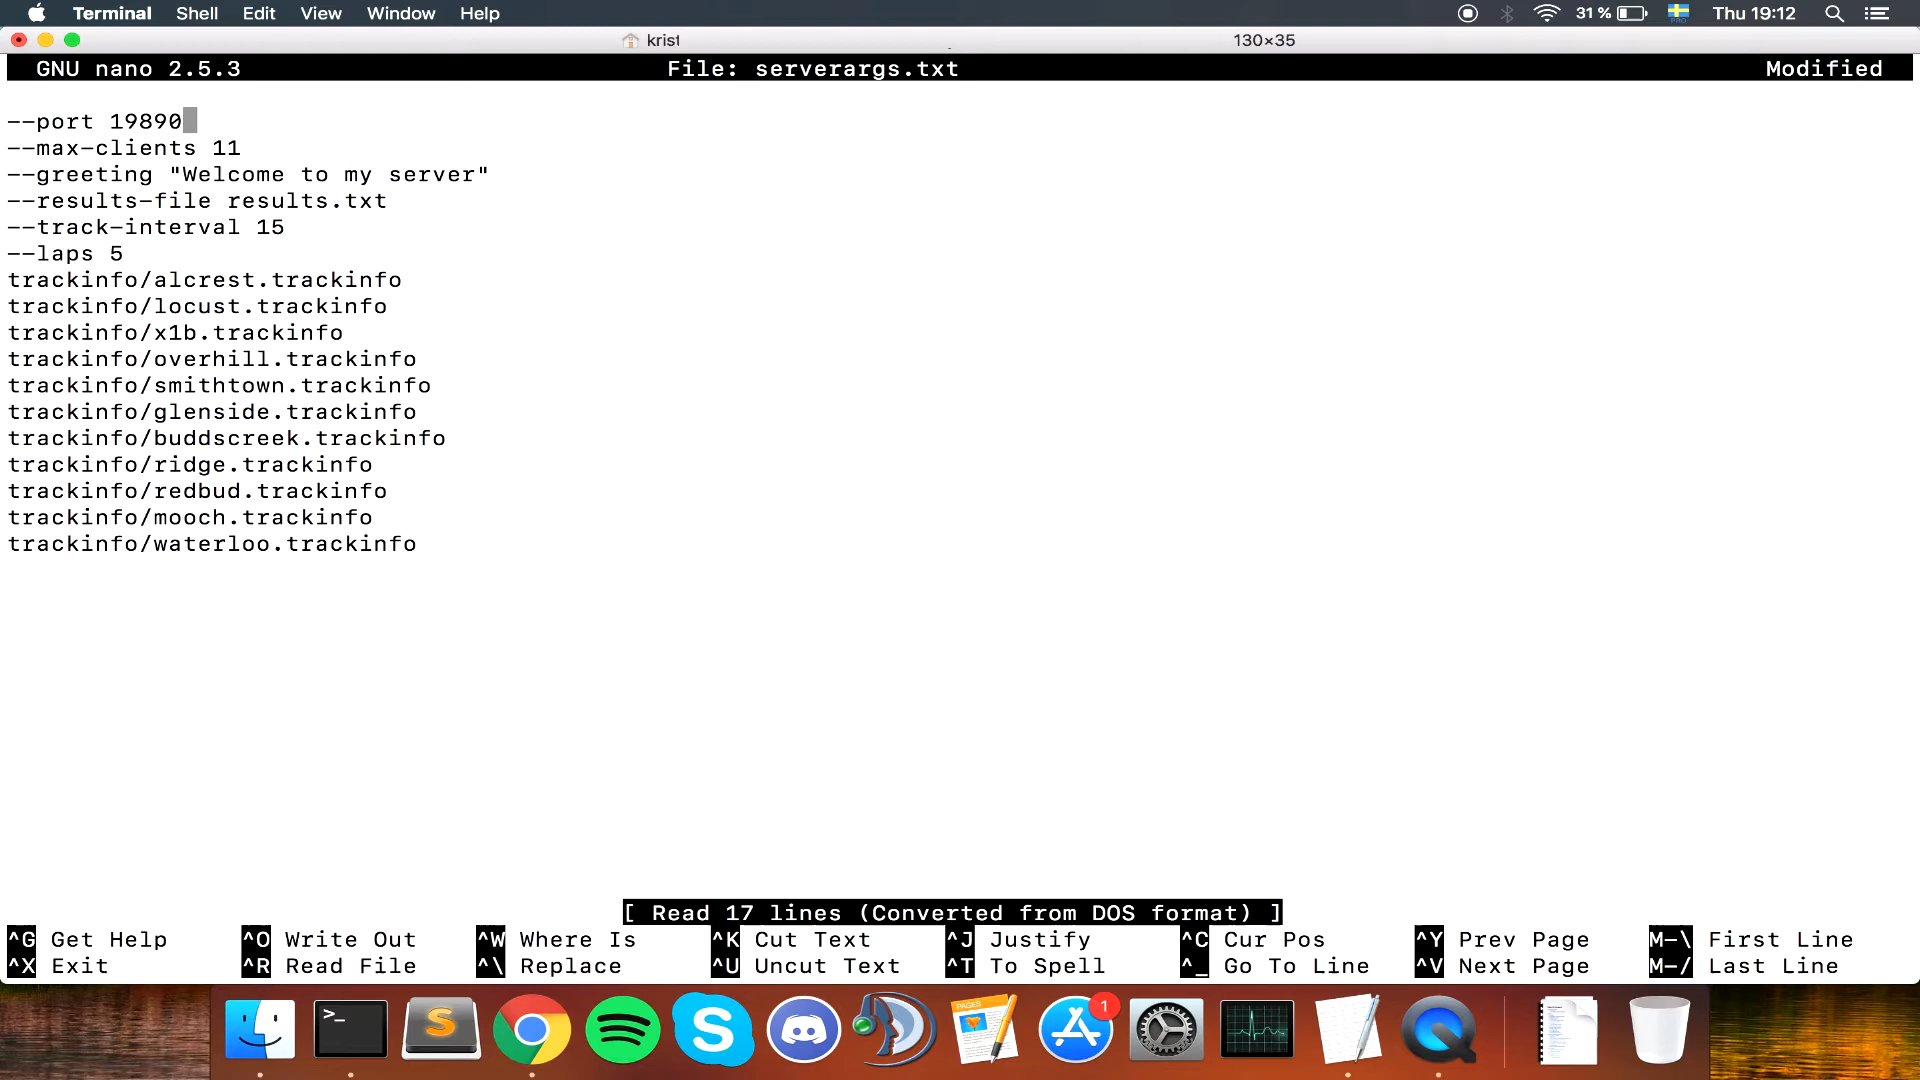 Terminal Shell Edit View Window Help 31 % Thu 19:12
krist 130×35
GNU nano 2.5.3 File: serverargs.txt Modified
--port 19890
--max-clients 11
--greeting "Welcome to my server"
--results-file results.txt
--track-interval 15
--laps 5
trackinfo/alcrest.trackinfo
trackinfo/locust.trackinfo
trackinfo/x1b.trackinfo
trackinfo/overhill.trackinfo
trackinfo/smithtown.trackinfo
trackinfo/glenside.trackinfo
trackinfo/buddscreek.trackinfo
trackinfo/ridge.trackinfo
trackinfo/redbud.trackinfo
trackinfo/mooch.trackinfo
trackinfo/waterloo.trackinfo
[ Read 17 lines (Converted from DOS format) ]
^G Get Help ^O Write Out ^W Where Is ^K Cut Text ^J Justify ^C Cur Pos ^Y Prev Page M-\ First Line
^X Exit ^R Read File ^\ Replace ^U Uncut Text ^T To Spell ^_ Go To Line ^V Next Page M-/ Last Line
>_ S S PAGES 1